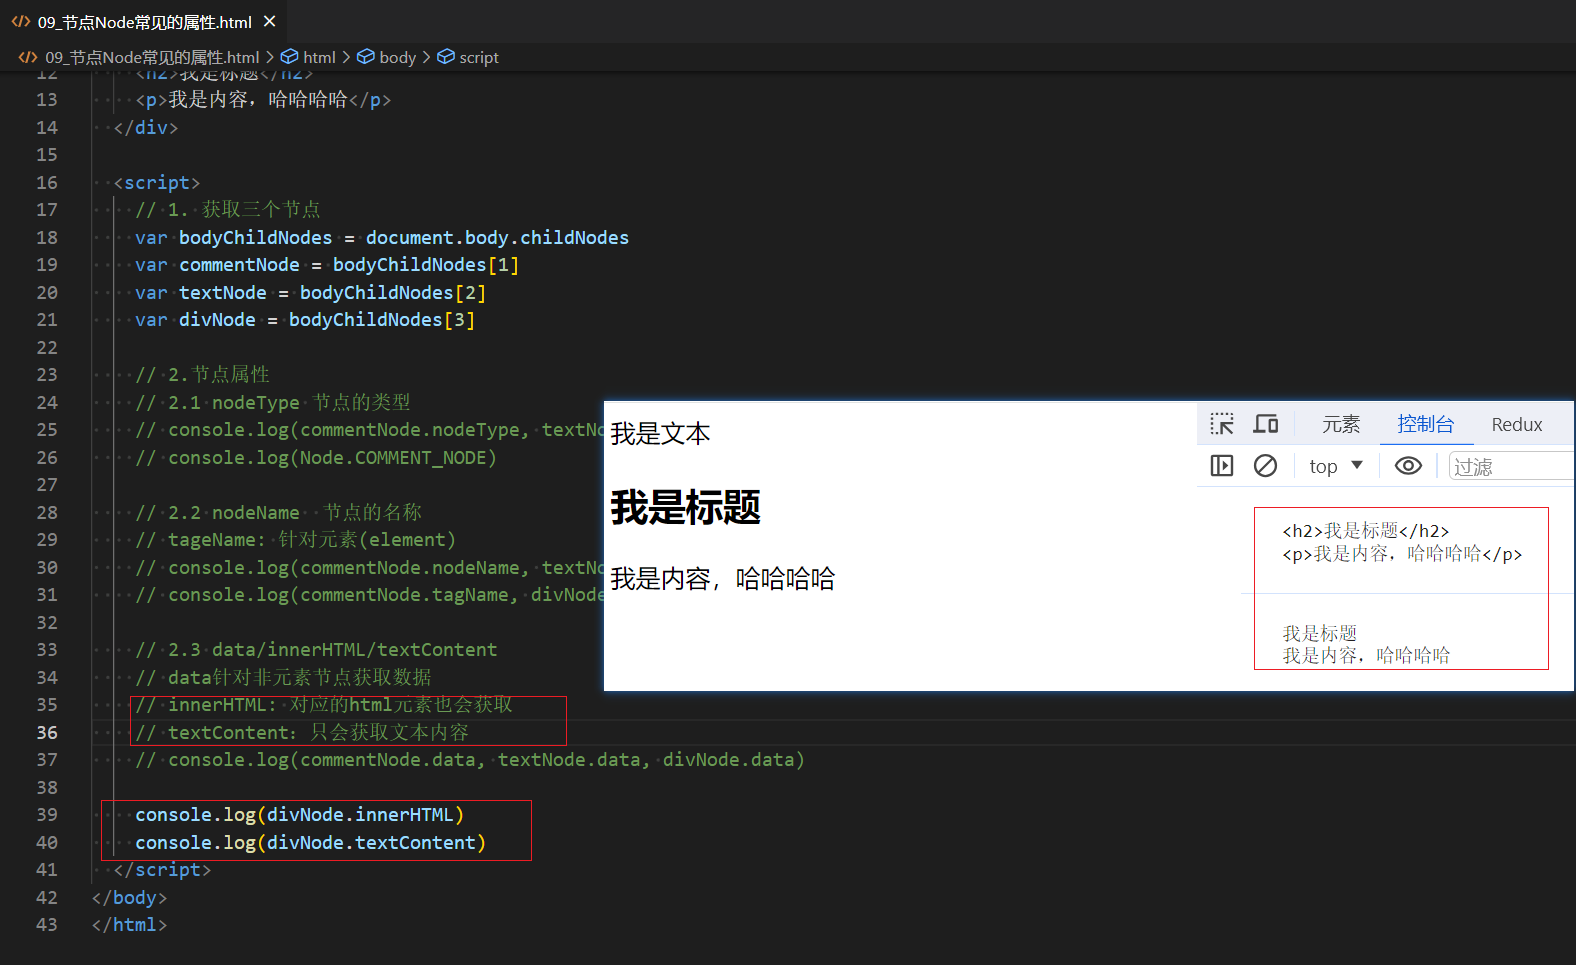 09_节点Node常见的属性.html
09_节点Node常见的属性.html > html > body > script
12 <h2>我是标题</h2>
13 <p>我是内容，哈哈哈哈</p>
14 </div>
15
16 <script>
17 // 1. 获取三个节点
18 var bodyChildNodes = document.body.childNodes
19 var commentNode = bodyChildNodes[1]
20 var textNode = bodyChildNodes[2]
21 var divNode = bodyChildNodes[3]
22
23 // 2.节点属性
24 // 2.1 nodeType 节点的类型
25 // console.log(commentNode.nodeType, textNo
26 // console.log(Node.COMMENT_NODE)
27
28 // 2.2 nodeName 节点的名称
29 // tageName: 针对元素(element)
30 // console.log(commentNode.nodeName, textNo
31 // console.log(commentNode.tagName, divNode
32
33 // 2.3 data/innerHTML/textContent
34 // data针对非元素节点获取数据
35 // innerHTML: 对应的html元素也会获取
36 // textContent: 只会获取文本内容
37 // console.log(commentNode.data, textNode.data, divNode.data)
38
39 console.log(divNode.innerHTML)
40 console.log(divNode.textContent)
41 </script>
42 </body>
43 </html>
我是文本
我是标题
我是内容，哈哈哈哈
元素 控制台 Redux
top 过滤
<h2>我是标题</h2>
<p>我是内容，哈哈哈哈</p>
我是标题
我是内容，哈哈哈哈